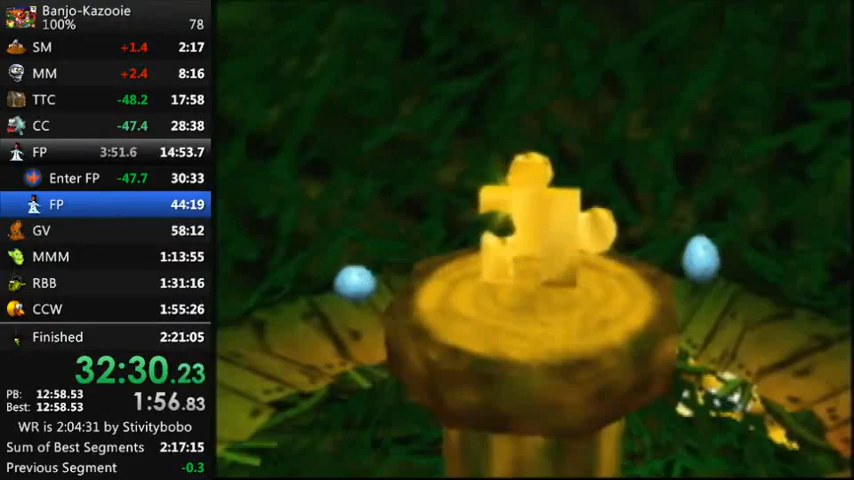 Banjo-Kazooie
100% 78
SM +1.4 2:17
MM +2.4 8:16
TTC -48.2 17:58
CC -47.4 28:38
FP 3:51.6 14:53.7
Enter FP -47.7 30:33
FP 44:19
GV 58:12
MMM 1:13:55
RBB 1:31:16
CCW 1:55:26
Finished 2:21:05
32:30.23
PB: 12:58.53
Best: 12:58.53 1:56.83
WR is 2:04:31 by Stivitybobo
Sum of Best Segments 2:17:15
Previous Segment -0.3